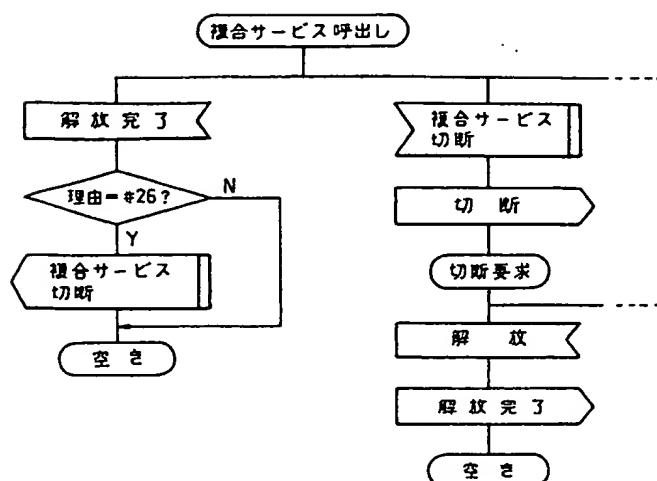 複合サービス呼出し
解放完了
理由=#26?
N
Y
複合サービス
切断
空き
複合サービス
切断
切断
切断要求
解放
解放完了
空き